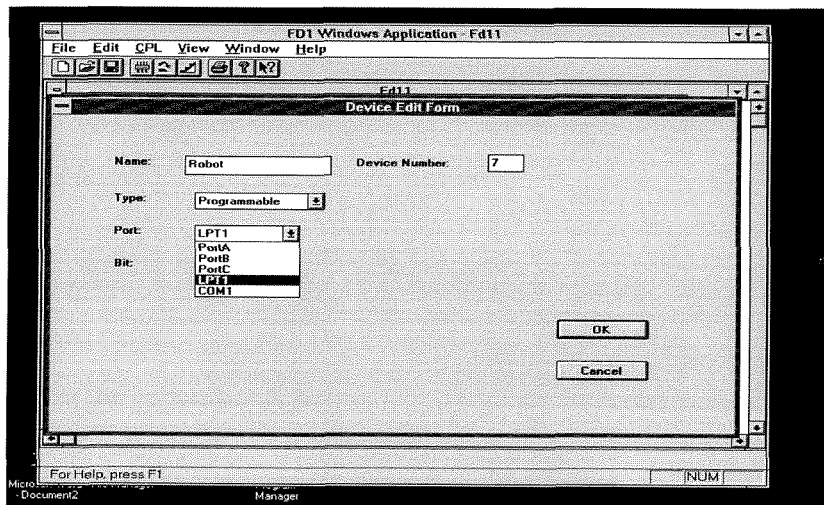 FD1 Windows Application - Fd11
File Edit CPL View Window Help
Fd11
Device Edit Form
Name: Robot Device Number: 7
Type: Programmable
Port: LPT1
PortA
PortB
Bit: PortC
LPT1
COM1
OK
Cancel
For Help, press F1 NUM
- Document2 Manager